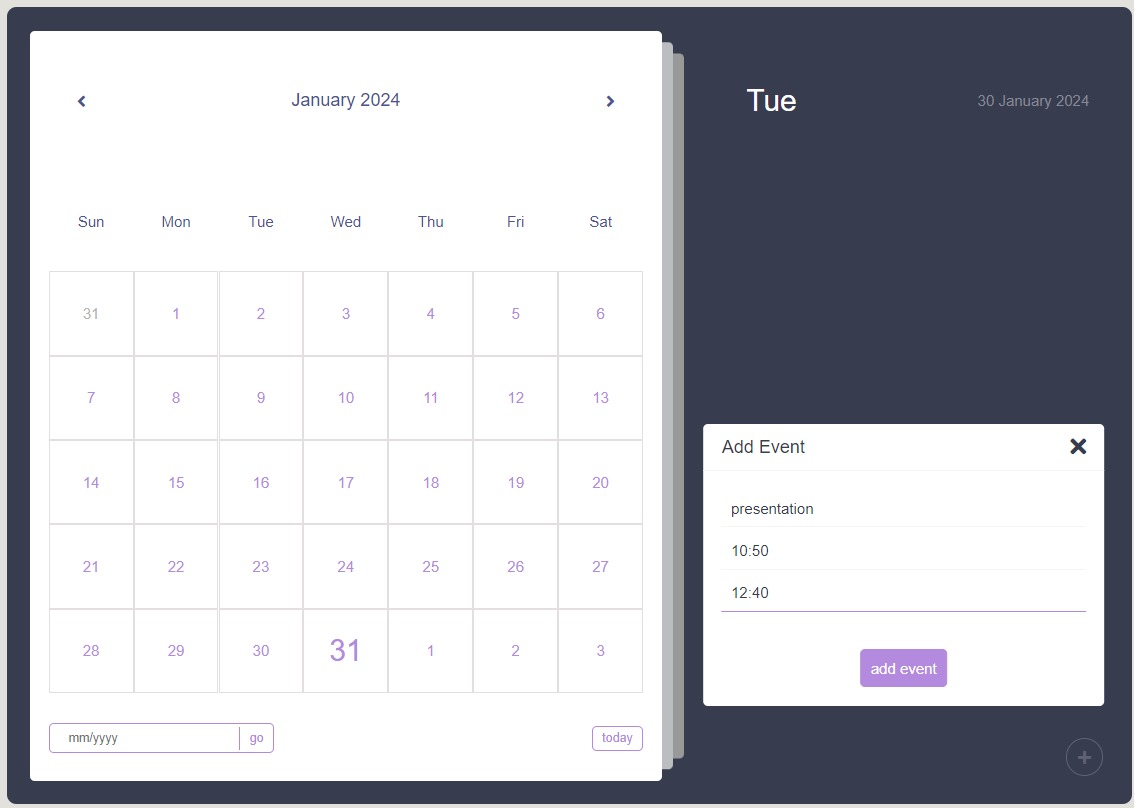 January 2024
Sun Mon Tue Wed Thu Fri Sat
31 1 2 3 4 5 6
7 8 9 10 11 12 13
14 15 16 17 18 19 20
21 22 23 24 25 26 27
28 29 30 31 1 2 3
mm/yyyy go today
Tue 30 January 2024
Add Event
presentation
10:50
12:40
add event